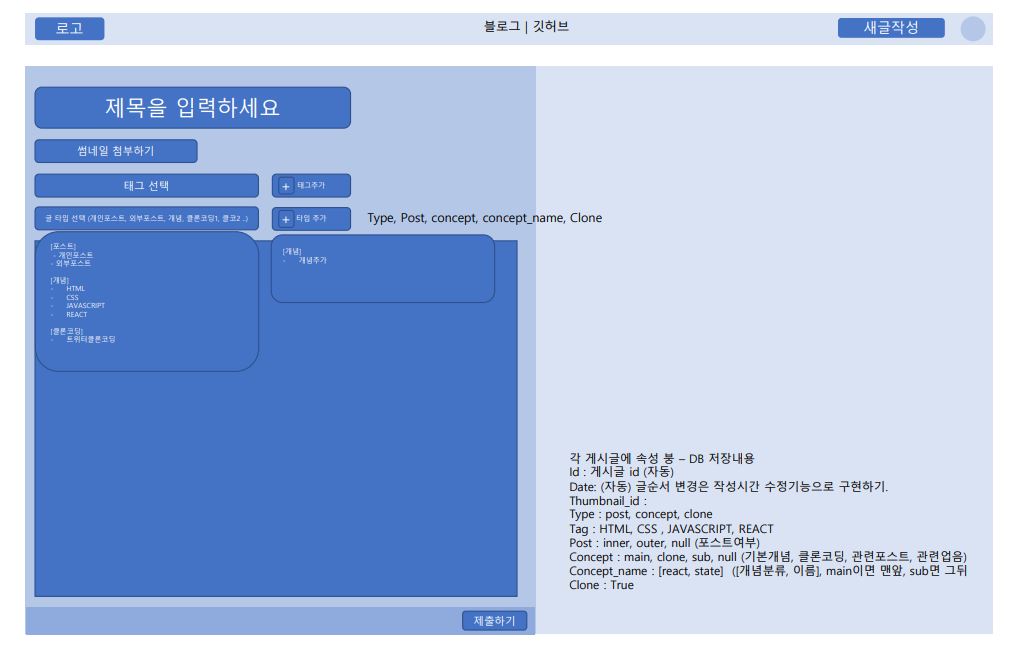 로고
블로그 | 깃허브
새글작성
제목을 입력하세요
썸네일 첨부하기
태그 선택
+ 태그추가
글 타입 선택 (개인포스트, 외부포스트, 개념, 클론코딩1, 클코2 ..)
+ 타입 추가
Type, Post, concept, concept_name, Clone
[포스트]
- 개인포스트
- 외부포스트
[개념]
- HTML
- CSS
- JAVASCRIPT
- REACT
[클론코딩]
- 트위터클론코딩
[개념]
- 개념추가
각 게시글에 속성 붕 – DB 저장내용
Id : 게시글 id (자동)
Date: (자동) 글순서 변경은 작성시간 수정기능으로 구현하기.
Thumbnail_id :
Type : post, concept, clone
Tag : HTML, CSS , JAVASCRIPT, REACT
Post : inner, outer, null (포스트여부)
Concept : main, clone, sub, null (기본개념, 클론코딩, 관련포스트, 관련업음)
Concept_name : [react, state] ([개념분류, 이름], main이면 맨앞, sub면 그뒤
Clone : True
제출하기